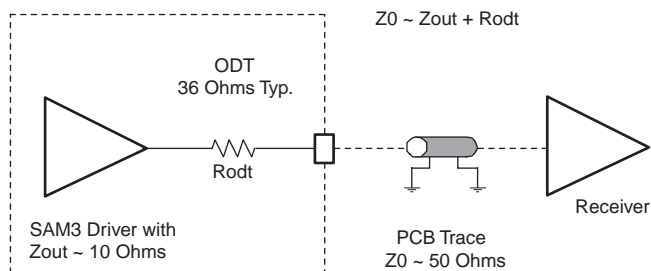 Z0 ~ Zout + Rodt
ODT
36 Ohms Typ.
Rodt
Receiver
SAM3 Driver with
Zout ~ 10 Ohms
PCB Trace
Z0 ~ 50 Ohms